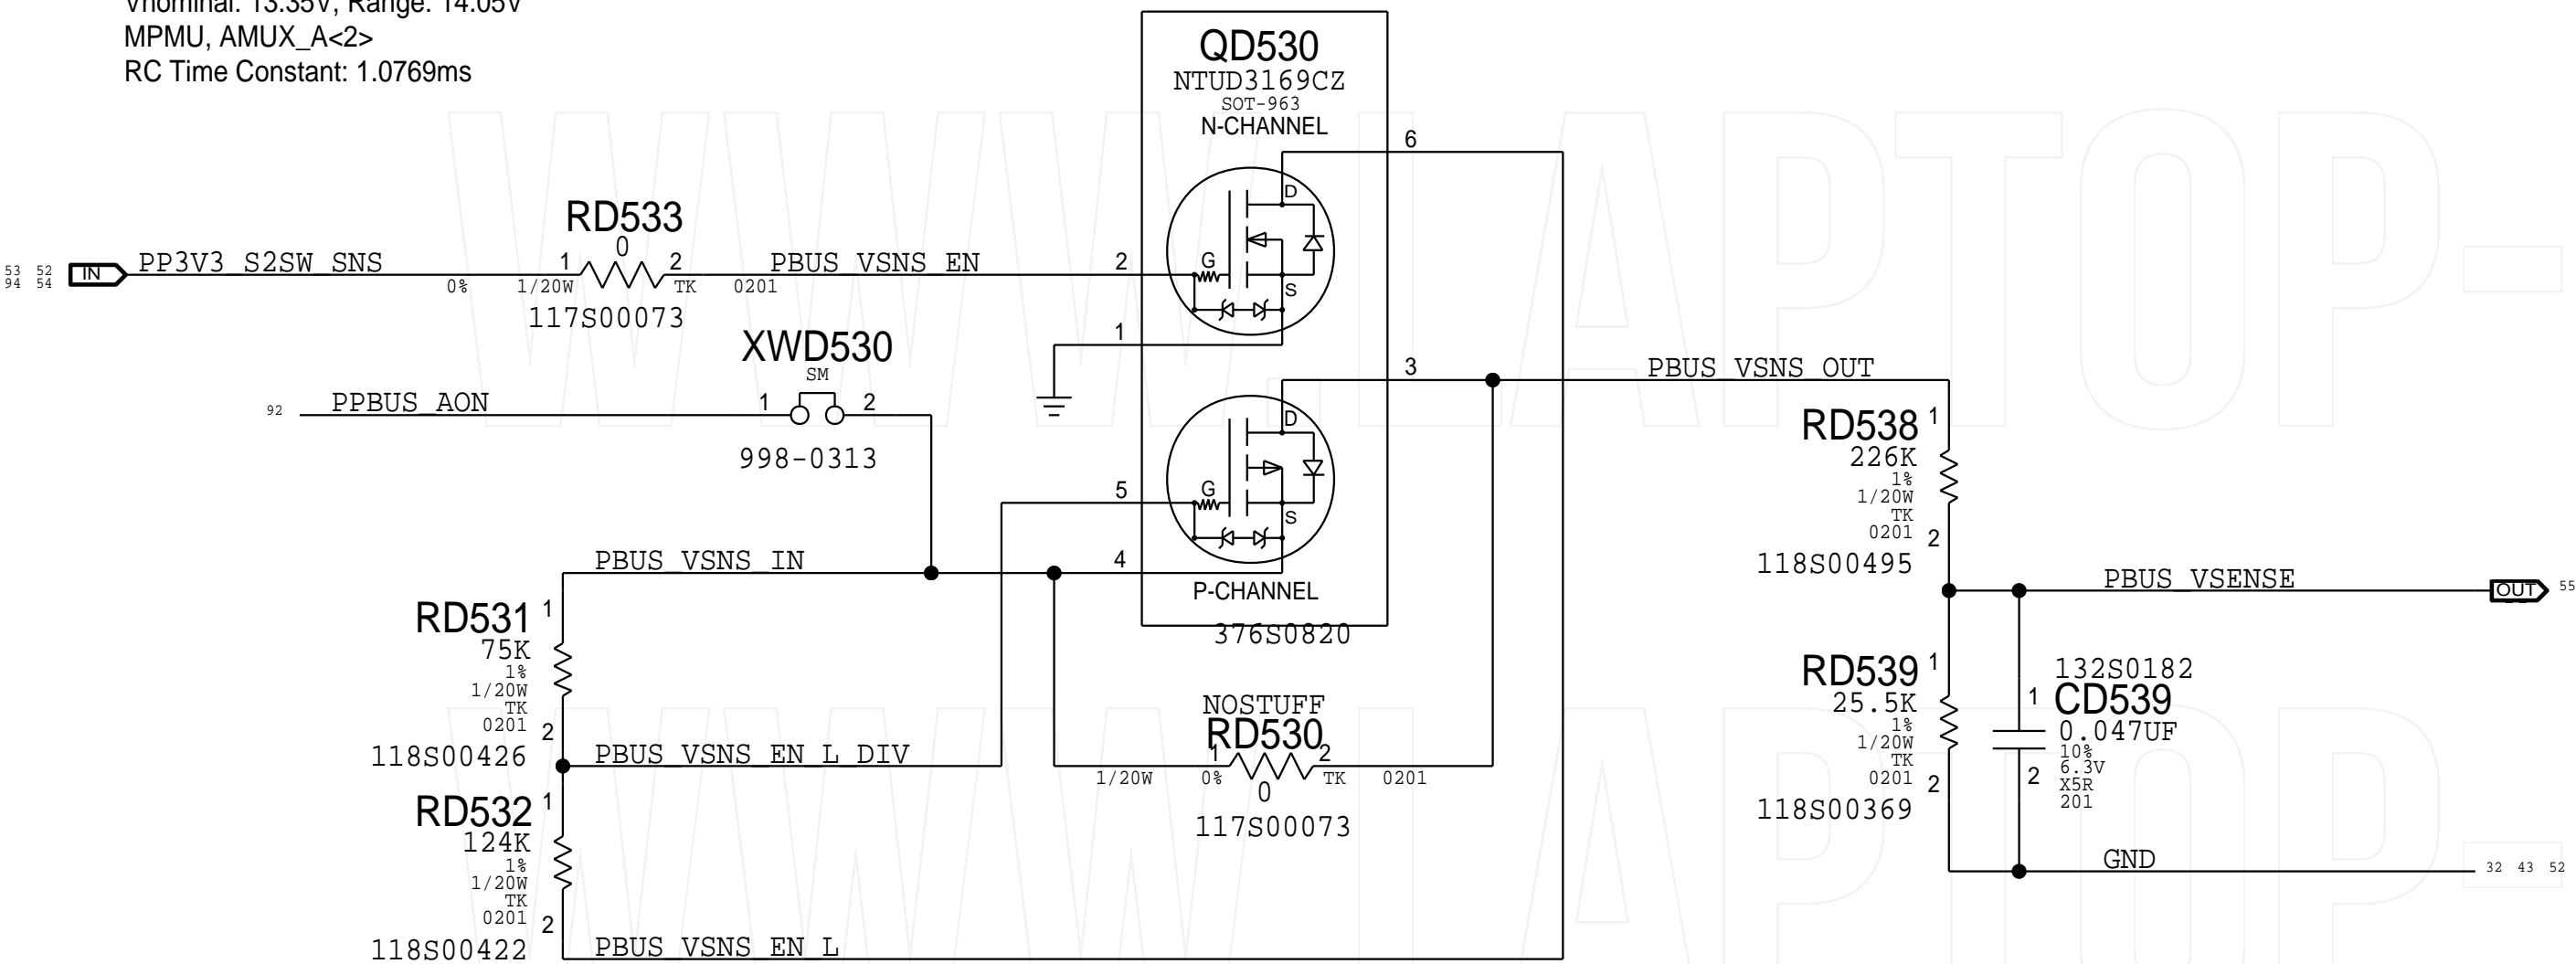 Vnominal: 13.35V, Range: 14.05V
MPMU, AMUX_A<2>
RC Time Constant: 1.0769ms
QD530
NTUD3169CZ
SOT-963
N-CHANNEL
6
D
G
S
2
1
53 52
94 54
IN
PP3V3_S2SW_SNS
RD533
0
1
2
0%
1/20W
TK
0201
117S00073
PBUS_VSNS_EN
XWD530
SM
92
PPBUS_AON
1
2
998-0313
3
PBUS_VSNS_OUT
D
G
S
5
4
P-CHANNEL
376S0820
PBUS_VSNS_IN
RD531
1
75K
1%
1/20W
TK
0201
2
118S00426
PBUS_VSNS_EN_L_DIV
RD532
1
124K
1%
1/20W
TK
0201
2
118S00422
PBUS_VSNS_EN_L
NOSTUFF
RD530
1
2
1/20W
0%
TK
0201
0
117S00073
RD538
1
226K
1%
1/20W
TK
0201
2
118S00495
PBUS_VSENSE
OUT
55
RD539
1
25.5K
1%
1/20W
TK
0201
2
118S00369
132S0182
1
CD539
0.047UF
10%
6.3V
X5R
201
2
GND
32 43 52
WWW.LAPTOP-
WWW.LAPTOP-